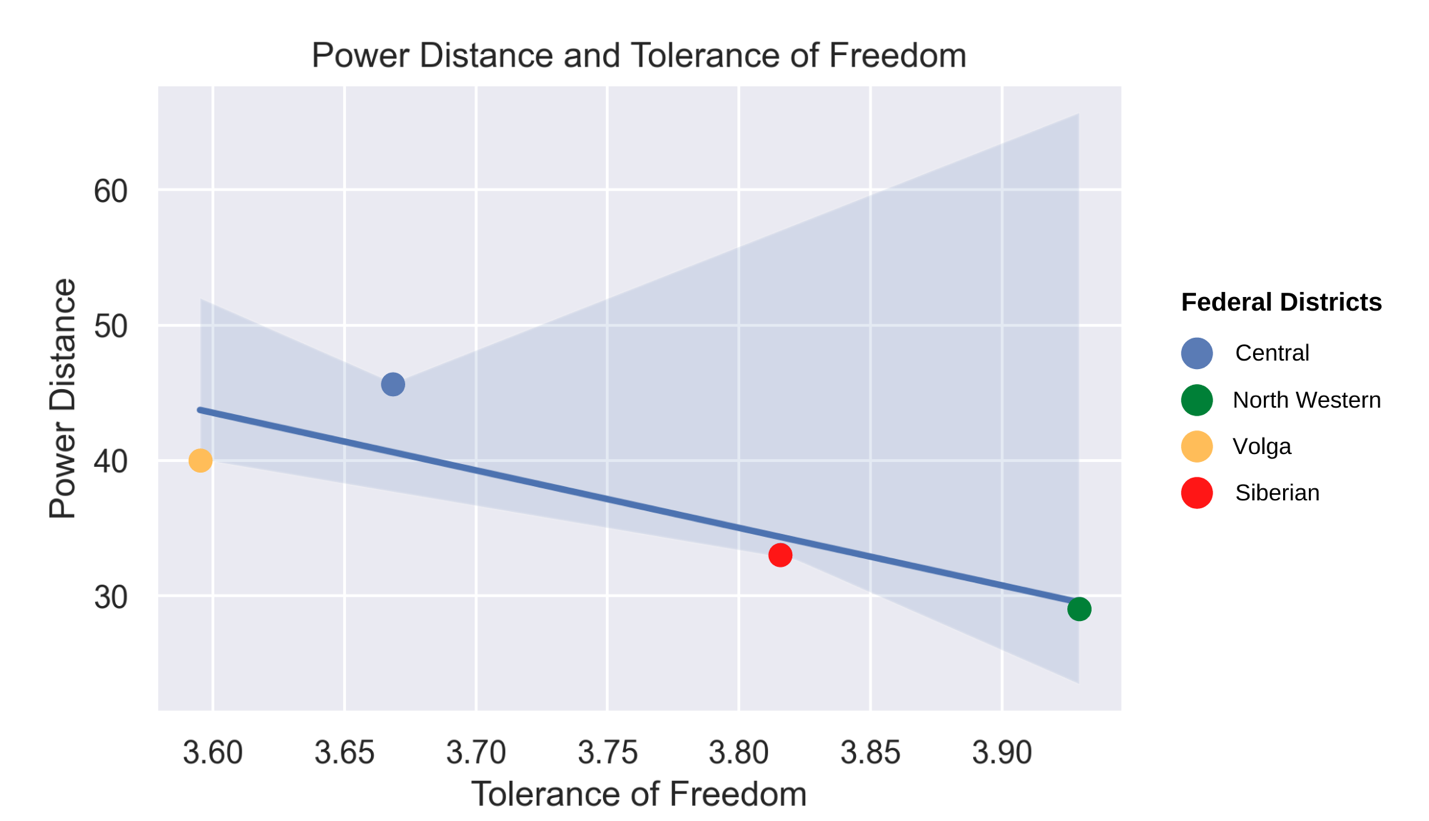 Power Distance and Tolerance of Freedom
60
50
40
30
Power Distance
3.60 3.65 3.70 3.75 3.80 3.85 3.90
Tolerance of Freedom
Federal Districts
Central
North Western
Volga
Siberian